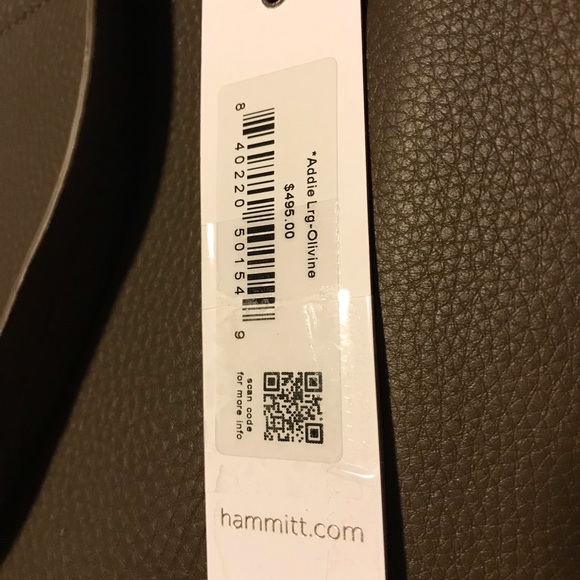 *Addie Lrg-Olivine
$495.00
8 40220 50154 9
scan code
for more info
hammitt.com